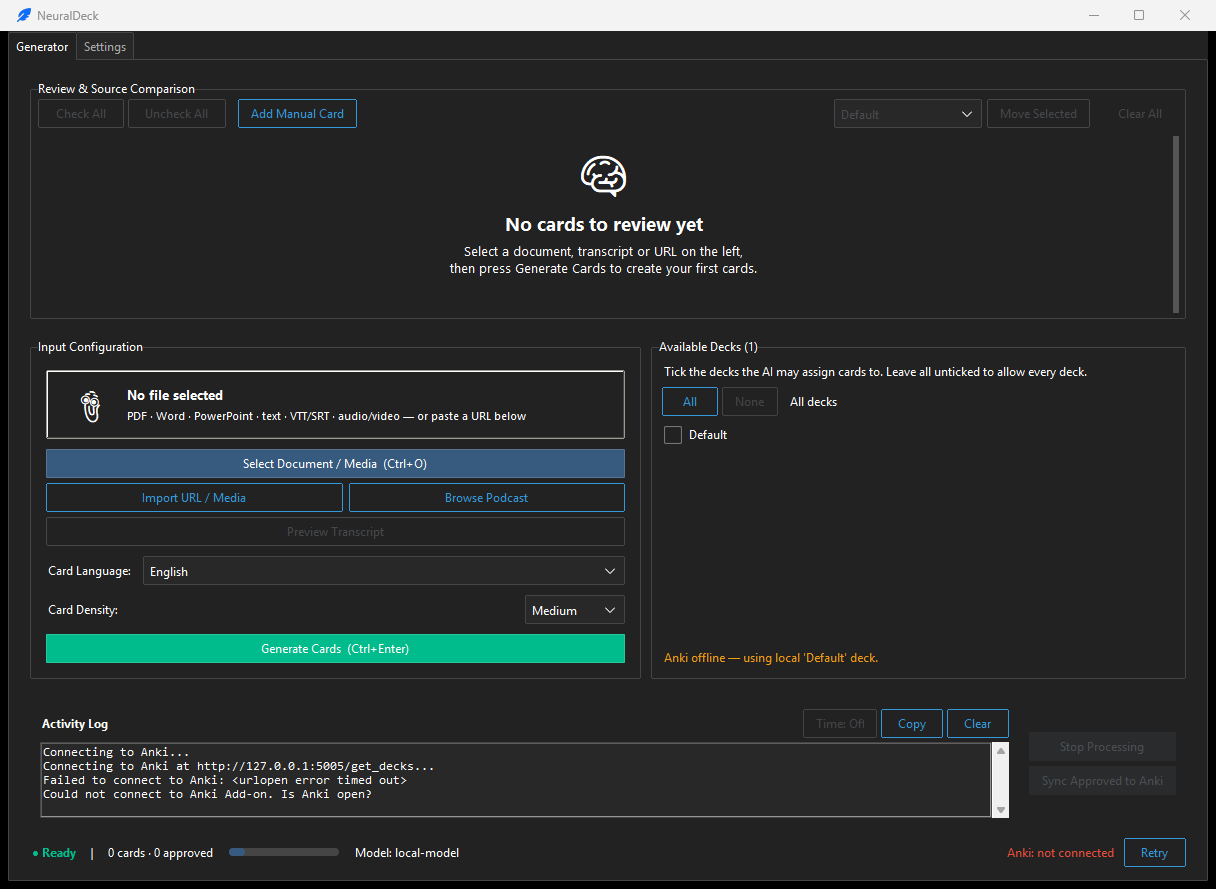 NeuralDeck
Generator Settings
Review & Source Comparison
Check All Uncheck All Add Manual Card Default Move Selected Clear All
No cards to review yet
Select a document, transcript or URL on the left,
then press Generate Cards to create your first cards.
Input Configuration
No file selected
PDF · Word · PowerPoint · text · VTT/SRT · audio/video — or paste a URL below
Select Document / Media (Ctrl+O)
Import URL / Media Browse Podcast
Preview Transcript
Card Language: English
Card Density: Medium
Generate Cards (Ctrl+Enter)
Available Decks (1)
Tick the decks the AI may assign cards to. Leave all unticked to allow every deck.
All None All decks
Default
Anki offline — using local 'Default' deck.
Activity Log Time: Off Copy Clear
Connecting to Anki...
Connecting to Anki at http://127.0.0.1:5005/get_decks...
Failed to connect to Anki: <urlopen error timed out>
Could not connect to Anki Add-on. Is Anki open?
Stop Processing
Sync Approved to Anki
● Ready | 0 cards · 0 approved Model: local-model Anki: not connected Retry